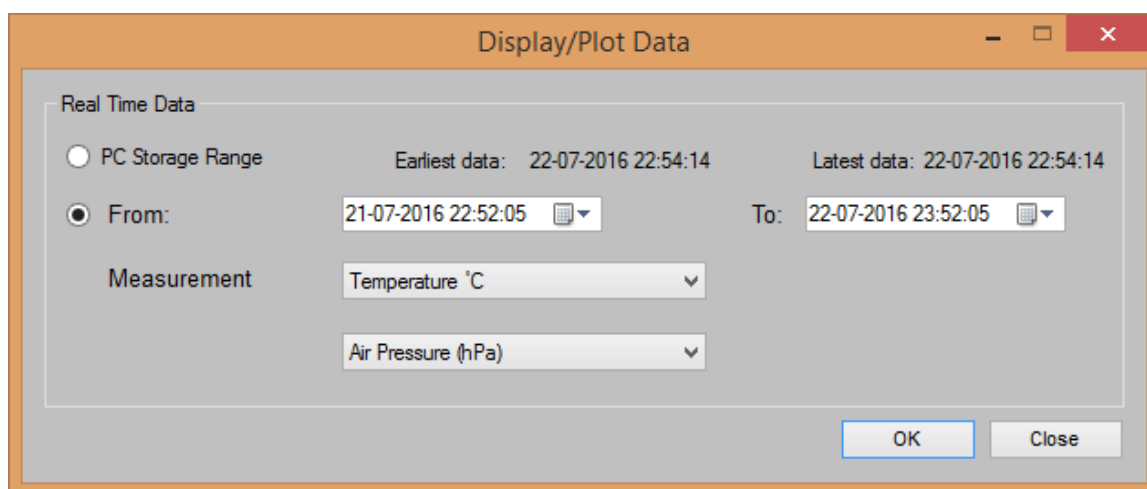 Display/Plot Data
Real Time Data
PC Storage Range Earliest data: 22-07-2016 22:54:14 Latest data: 22-07-2016 22:54:14
From: 21-07-2016 22:52:05 To: 22-07-2016 23:52:05
Measurement Temperature ˚C
Air Pressure (hPa)
OK Close